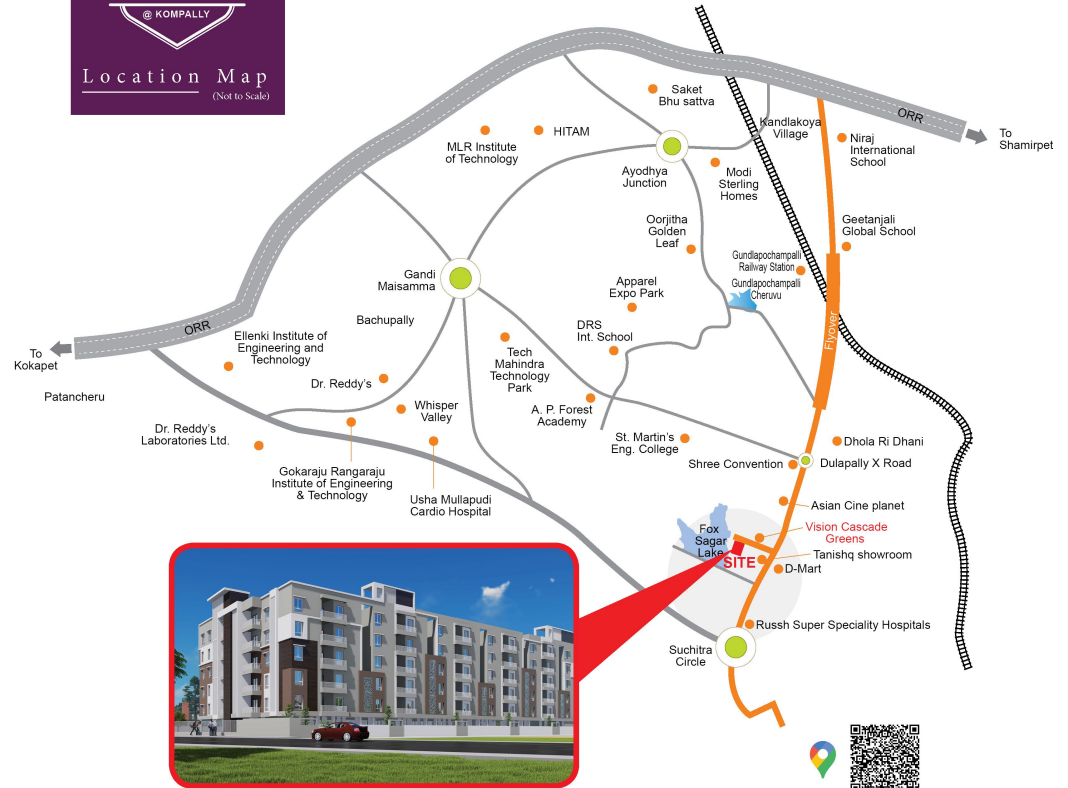 @ KOMPALLY
Location Map
(Not to Scale)
Saket
Bhu sattva
Kandlakoya
Village
ORR
To
Shamirpet
Niraj
International
School
HITAM
MLR Institute
of Technology
Ayodhya
Junction
Modi
Sterling
Homes
Oorjitha
Golden
Leaf
Geetanjali
Global School
Gundlapochampalli
Railway Station
Gundlapochampalli
Cheruvu
Gandi
Maisamma
Apparel
Expo Park
Bachupally
DRS
Int. School
Flyover
ORR
To
Kokapet
Patancheru
Ellenki Institute of
Engineering and
Technology
Dr. Reddy's
Tech
Mahindra
Technology
Park
Whisper
Valley
A. P. Forest
Academy
Dr. Reddy's
Laboratories Ltd.
St. Martin's
Eng. College
Dhola Ri Dhani
Shree Convention
Dulapally X Road
Gokaraju Rangaraju
Institute of Engineering
& Technology
Usha Mullapudi
Cardio Hospital
Asian Cine planet
Fox
Sagar
Lake
Vision Cascade
Greens
SITE
Tanishq showroom
D-Mart
Russh Super Speciality Hospitals
Suchitra
Circle